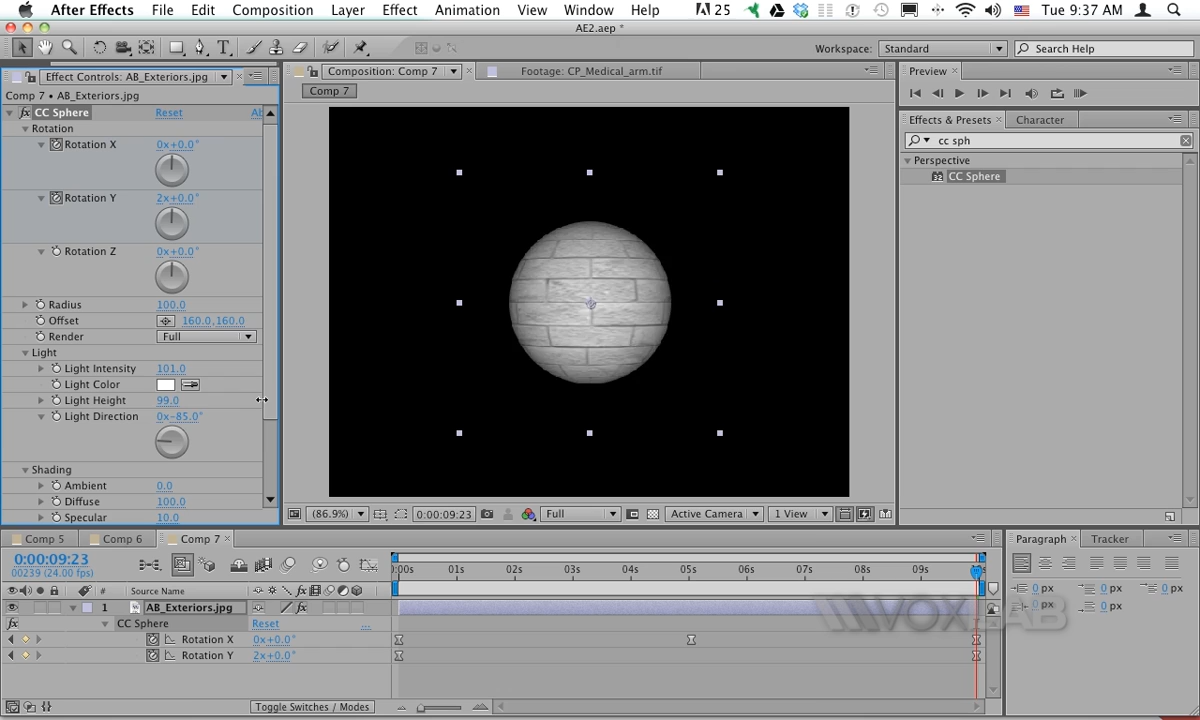 After Effects File Edit Composition Layer Effect Animation View Window Help 25 Tue 9:37 AM
AE2.aep *
Workspace: Standard Search Help
Effect Controls: AB_Exteriors.jpg
Composition: Comp 7
Footage: CP_Medical_arm.tif
Preview
Comp 7 • AB_Exteriors.jpg
Comp 7
fx CC Sphere Reset Ab
Rotation
Rotation X 0x+0.0°
Rotation Y 2x+0.0°
Rotation Z 0x+0.0°
Radius 100.0
Offset 160.0,160.0
Render Full
Light
Light Intensity 101.0
Light Color
Light Height 99.0
Light Direction 0x-85.0°
Shading
Ambient 0.0
Diffuse 100.0
Specular 10.0
Effects & Presets Character
cc sph
Perspective
32 CC Sphere
(86.9%) 0:00:09:23 Full Active Camera 1 View
Comp 5 Comp 6 Comp 7
0:00:09:23
00239 (24.00 fps)
):00s 01s 02s 03s 04s 05s 06s 07s 08s 09s
# Source Name fx
1 AB_Exteriors.jpg fx
fx CC Sphere Reset ...
Rotation X 0x+0.0°
Rotation Y 2x+0.0°
Toggle Switches / Modes
VOXLAB
Paragraph Tracker
0 px 0 px 0 px
0 px 0 px